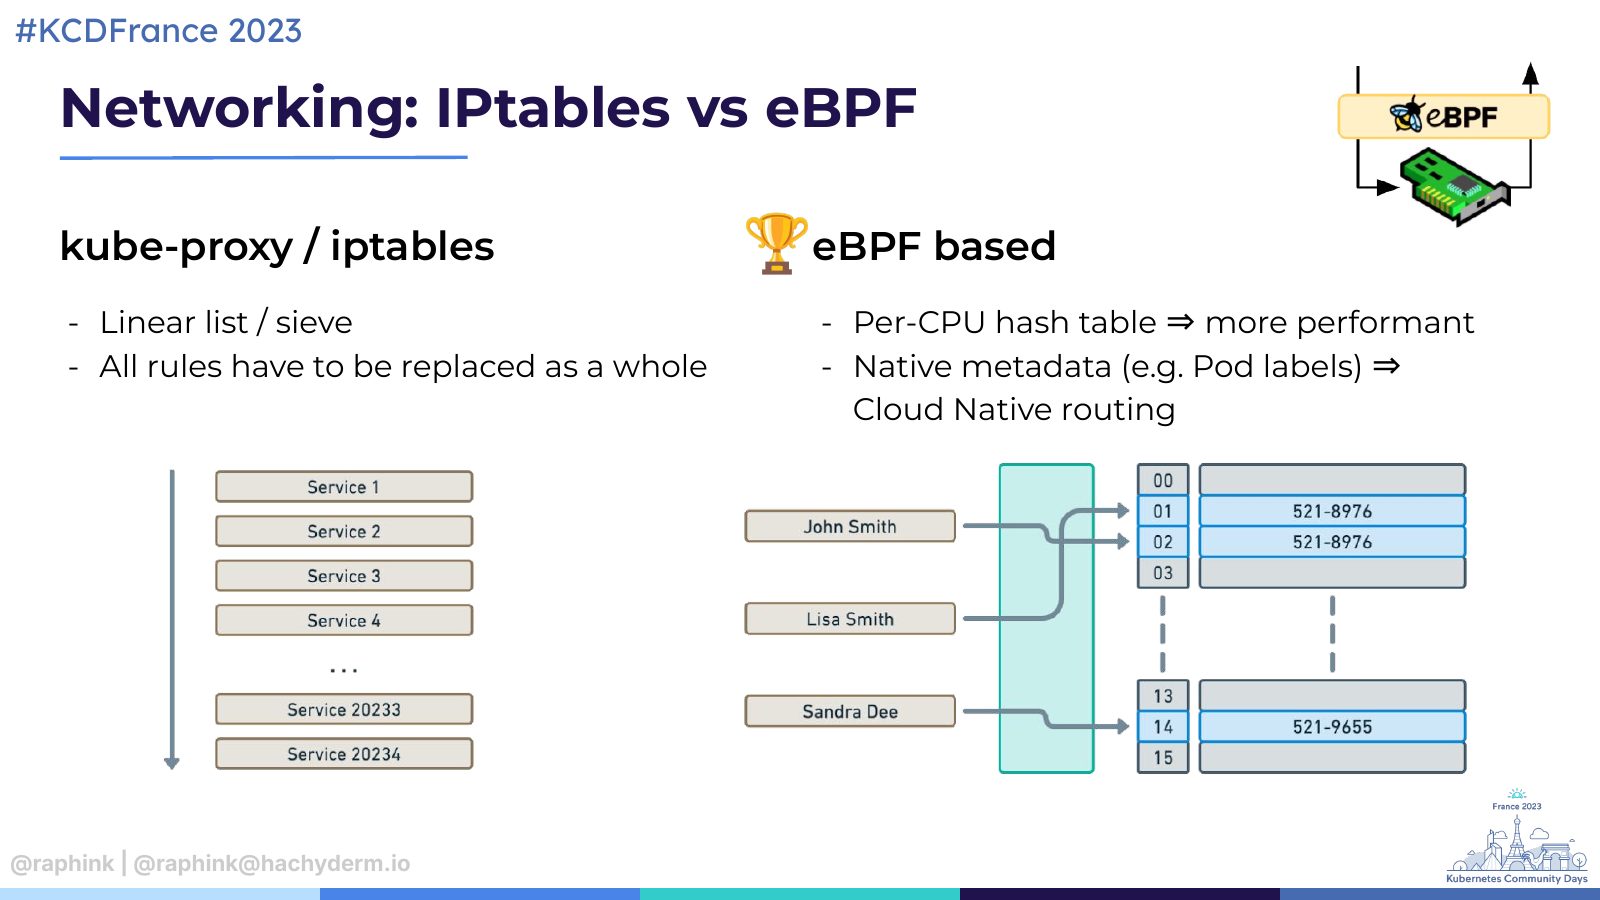 #KCDFrance 2023
Networking: IPtables vs eBPF
eBPF
kube-proxy / iptables
- Linear list / sieve
- All rules have to be replaced as a whole
Service 1
Service 2
Service 3
Service 4
...
Service 20233
Service 20234
🏆 eBPF based
- Per-CPU hash table ⇒ more performant
- Native metadata (e.g. Pod labels) ⇒
Cloud Native routing
John Smith
Lisa Smith
Sandra Dee
00
01 521-8976
02 521-8976
03
13
14 521-9655
15
France 2023
Kubernetes Community Days
@raphink | @raphink@hachyderm.io